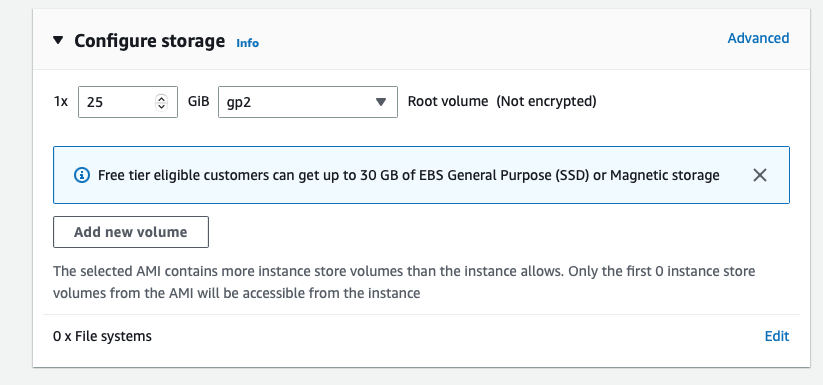 Configure storage Info Advanced
1x 25 GiB gp2 Root volume (Not encrypted)
Free tier eligible customers can get up to 30 GB of EBS General Purpose (SSD) or Magnetic storage
Add new volume
The selected AMI contains more instance store volumes than the instance allows. Only the first 0 instance store
volumes from the AMI will be accessible from the instance
0 x File systems Edit